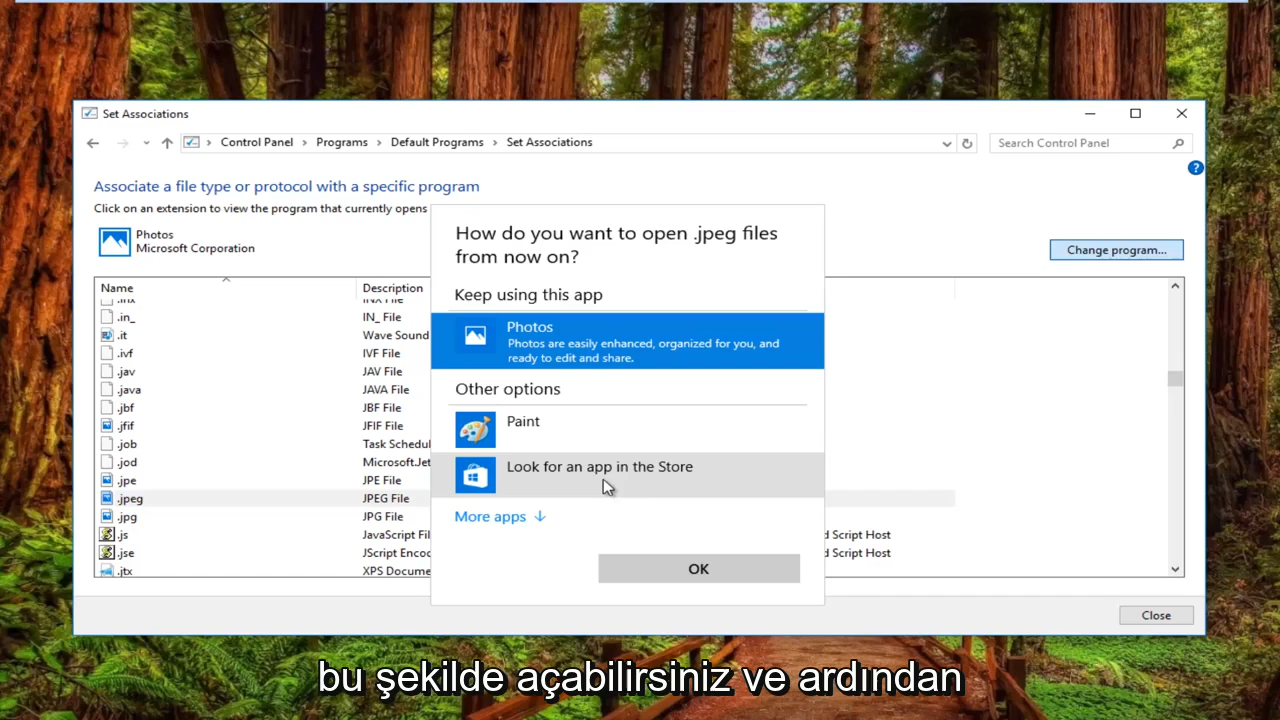 Set Associations
Control Panel > Programs > Default Programs > Set Associations
Search Control Panel
?
Associate a file type or protocol with a specific program
Click on an extension to view the program that currently opens
Photos
Microsoft Corporation
Change program...
Name Description
.inx INX File
.in_ IN_ File
.it Wave Sound
.ivf IVF File
.jav JAV File
.java JAVA File
.jbf JBF File
.jfif JFIF File
.job Task Schedu
.jod Microsoft.Jet
.jpe JPE File
.jpeg JPEG File
.jpg JPG File
.js JavaScript Fil d Script Host
.jse JScript Encoc d Script Host
.jtx XPS Docume
How do you want to open .jpeg files
from now on?
Keep using this app
Photos
Photos are easily enhanced, organized for you, and
ready to edit and share.
Other options
Paint
Look for an app in the Store
More apps
OK
Close
bu şekilde açabilirsiniz ve ardından